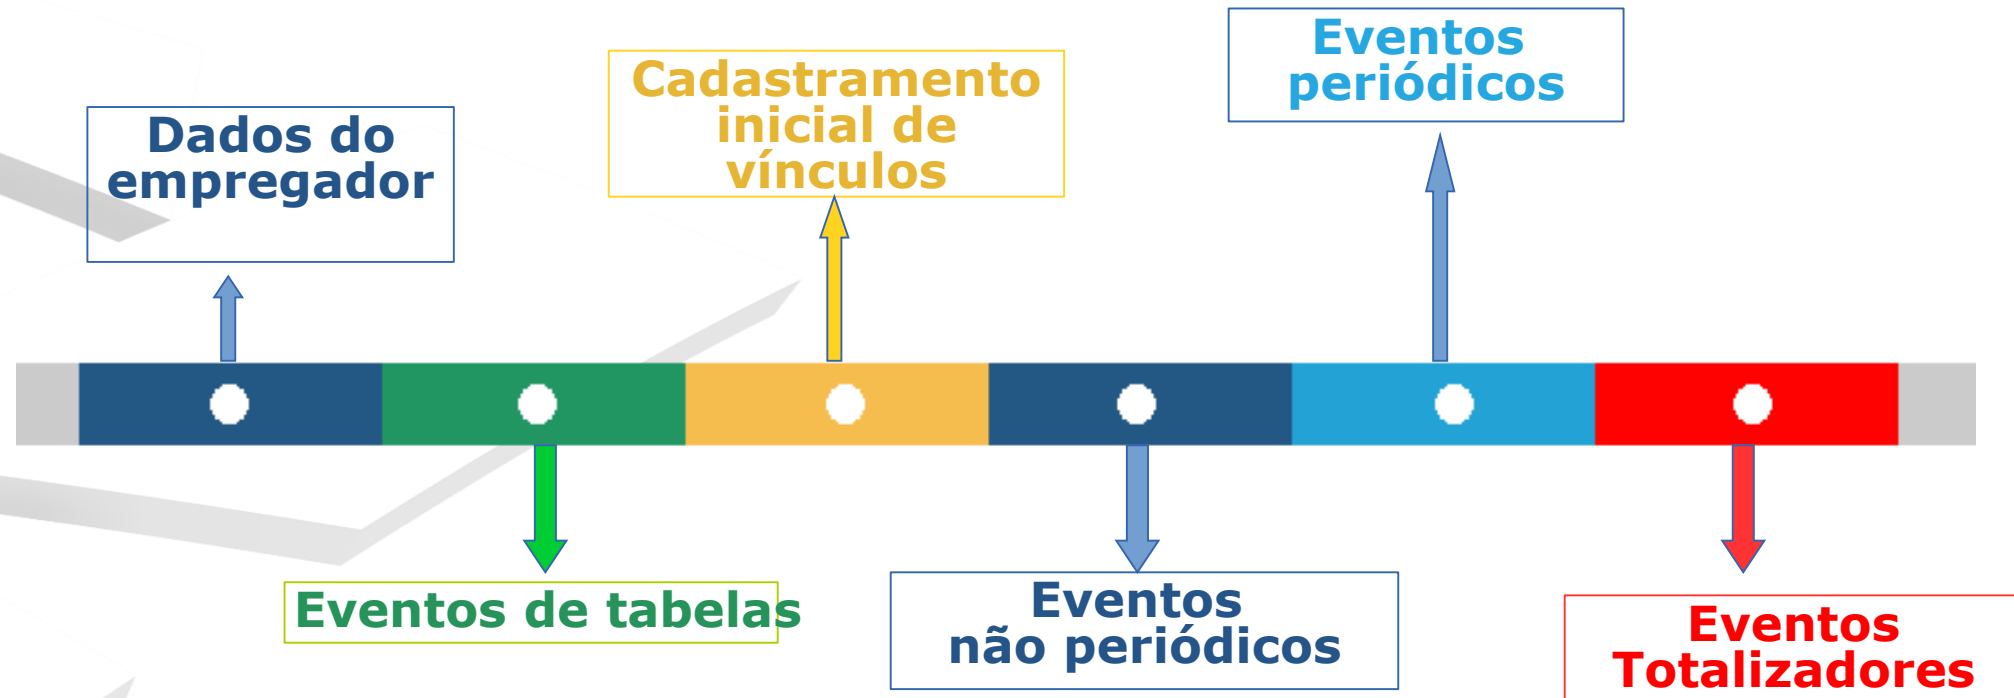 Dados do
empregador
Eventos de tabelas
Cadastramento
inicial de
vínculos
Eventos
não periódicos
Eventos
periódicos
Eventos
Totalizadores